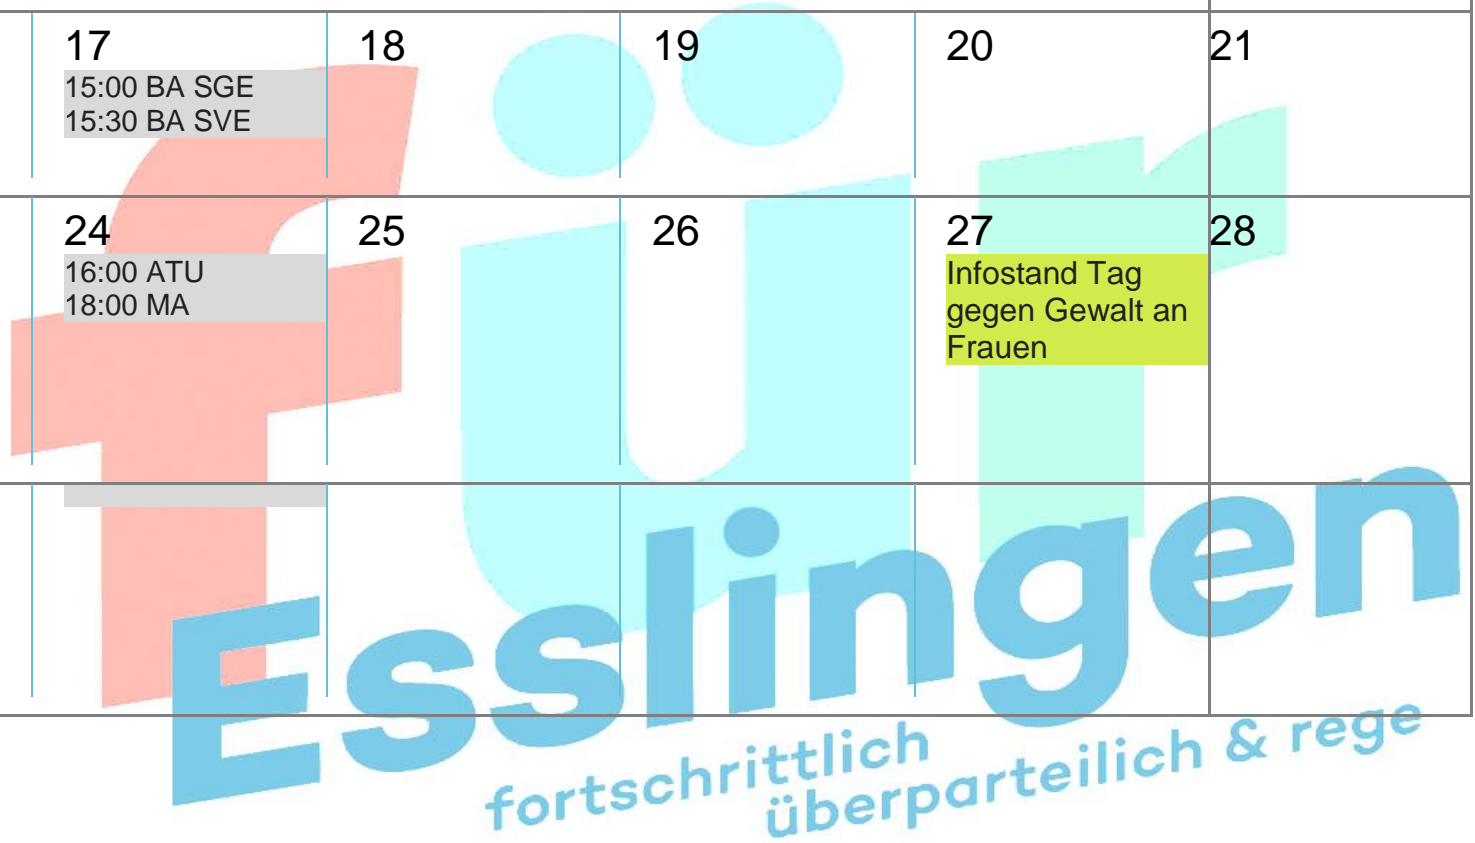 17
18
19
20
21
15:00 BA SGE
15:30 BA SVE
24
25
26
27
28
16:00 ATU
18:00 MA
Infostand Tag
gegen Gewalt an
Frauen
für
Esslingen
fortschrittlich
überparteilich & rege